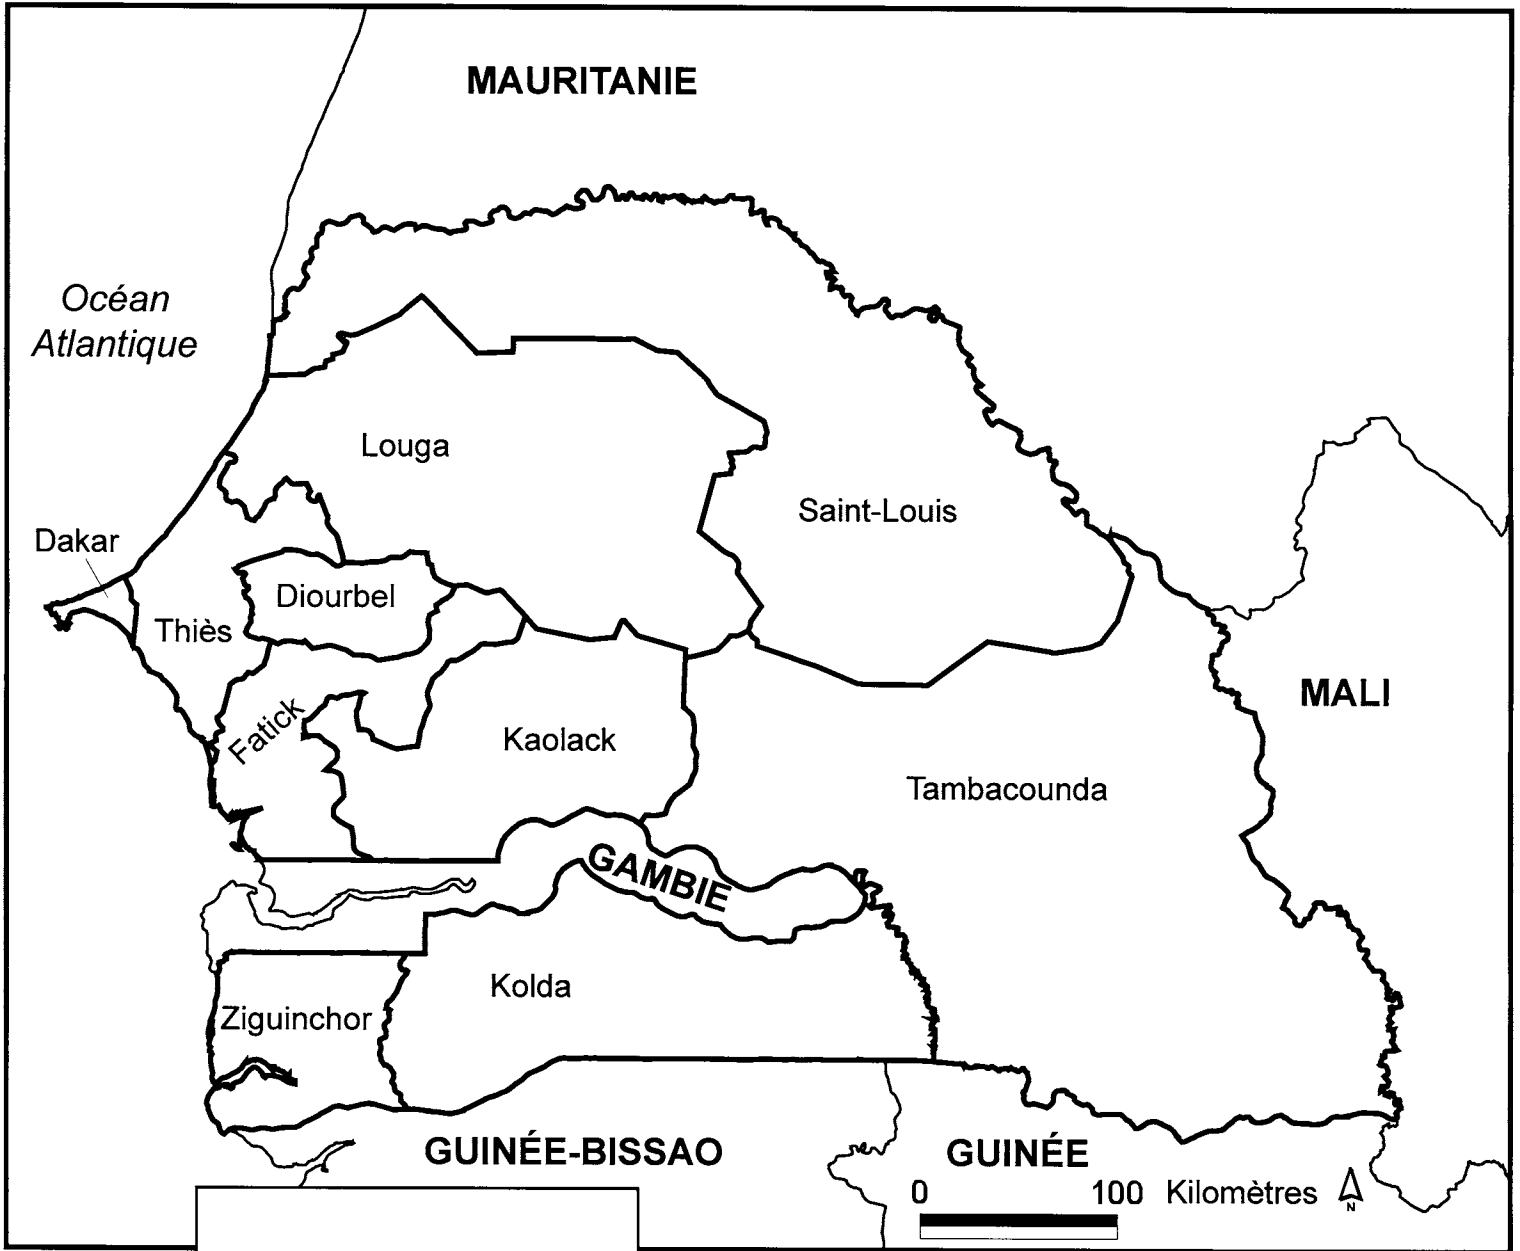 MAURITANIE
Océan
Atlantique
Louga
Saint-Louis
Dakar
Diourbel
Thiès
MALI
Fatick
Kaolack
Tambacounda
GAMBIE
Kolda
Ziguinchor
GUINÉE-BISSAO
GUINÉE
0 100 Kilomètres
N